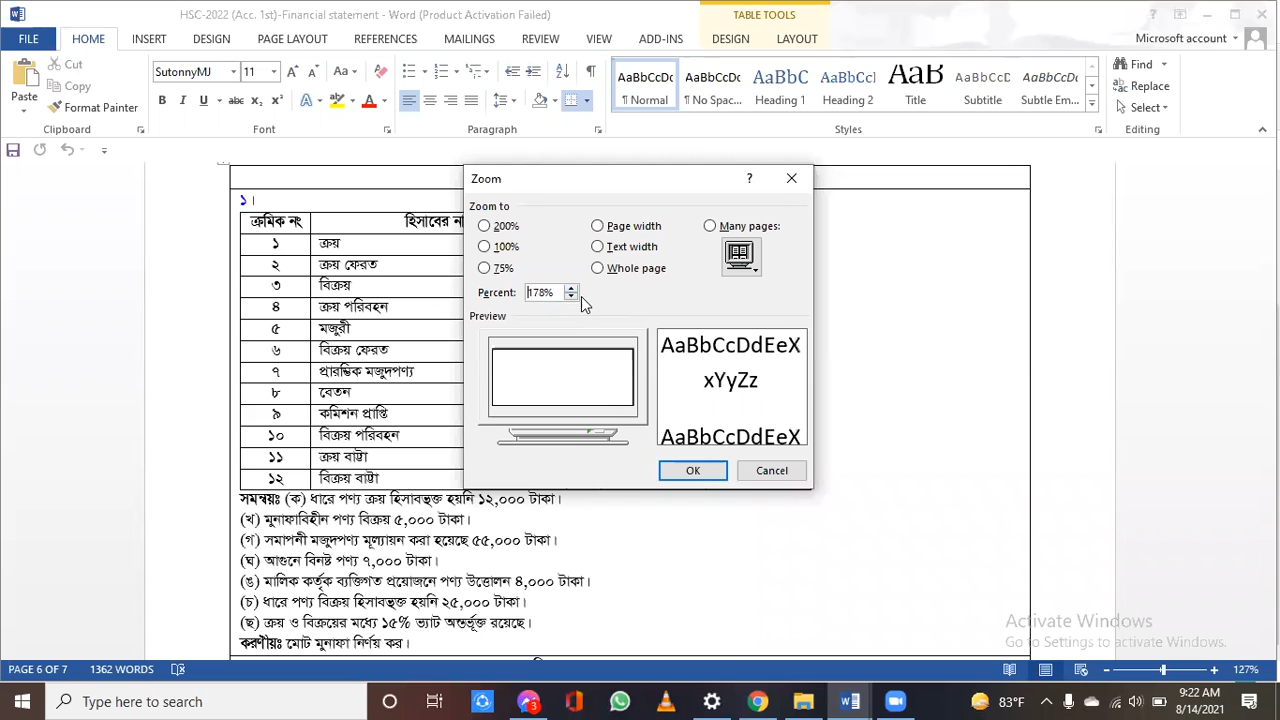 HSC-2022 (Acc. 1st)-Financial statement - Word (Product Activation Failed)
TABLE TOOLS
FILE HOME INSERT DESIGN PAGE LAYOUT REFERENCES MAILINGS REVIEW VIEW ADD-INS DESIGN LAYOUT Microsoft account
Paste
Cut
Copy
Format Painter
Clipboard
SutonnyMJ 11
Font
Paragraph
AaBbCcDc AaBbCcDc AaBbC AaBbCcI AaB AaBbCcD AaBbCcDc
¶ Normal ¶ No Spac... Heading 1 Heading 2 Title Subtitle Subtle Em...
Styles
Find
Replace
Select
Editing
১।
ক্রমিক নং
১ ক্রয়
২ ক্রয় ফেরত
৩ বিক্রয়
৪ ক্রয় পরিবহন
৫ মজুরী
৬ বিক্রয় ফেরত
৭ প্রারম্ভিক মজুদপণ্য
৮ বেতন
৯ কমিশন প্রাপ্তি
১০ বিক্রয় পরিবহন
১১ ক্রয় বাট্টা
১২ বিক্রয় বাট্টা
হিসাবের না
সমন্বয়ঃ (ক) ধারে পণ্য ক্রয় হিসাবভূক্ত হয়নি ১২,০০০ টাকা।
(খ) মুনাফাবিহীন পণ্য বিক্রয় ৫,০০০ টাকা।
(গ) সমাপনী মজুদপণ্য মূল্যায়ন করা হয়েছে ৫৫,০০০ টাকা।
(ঘ) আগুনে বিনষ্ট পণ্য ৭,০০০ টাকা।
(ঙ) মালিক কর্তৃক ব্যক্তিগত প্রয়োজনে পণ্য উত্তোলন ৪,০০০ টাকা।
(চ) ধারে পণ্য বিক্রয় হিসাবভূক্ত হয়নি ২৫,০০০ টাকা।
(ছ) ক্রয় ও বিক্রয়ের মধ্যে ১৫% ভ্যাট অন্তর্ভূক্ত রয়েছে।
করণীয়ঃ মোট মুনাফা নির্ণয় কর।
Zoom
Zoom to
200% Page width Many pages:
100% Text width
75% Whole page
Percent: 178%
Preview
AaBbCcDdEeX
xYyZz
AaBbCcDdEeX
OK Cancel
Activate Windows
Go to Settings to activate Windows.
PAGE 6 OF 7 1362 WORDS 127%
Type here to search
3
83°F
9:22 AM
8/14/2021